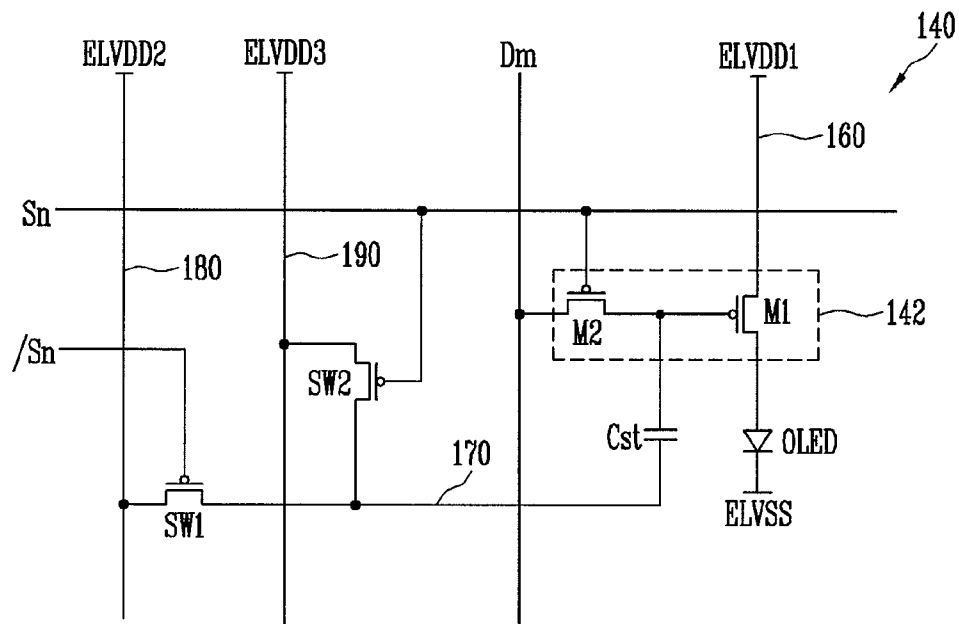 140
ELVDD2
ELVDD3
Dm
ELVDD1
160
Sn
180
190
M1
142
M2
/Sn
SW2
Cst
OLED
170
SW1
ELVSS